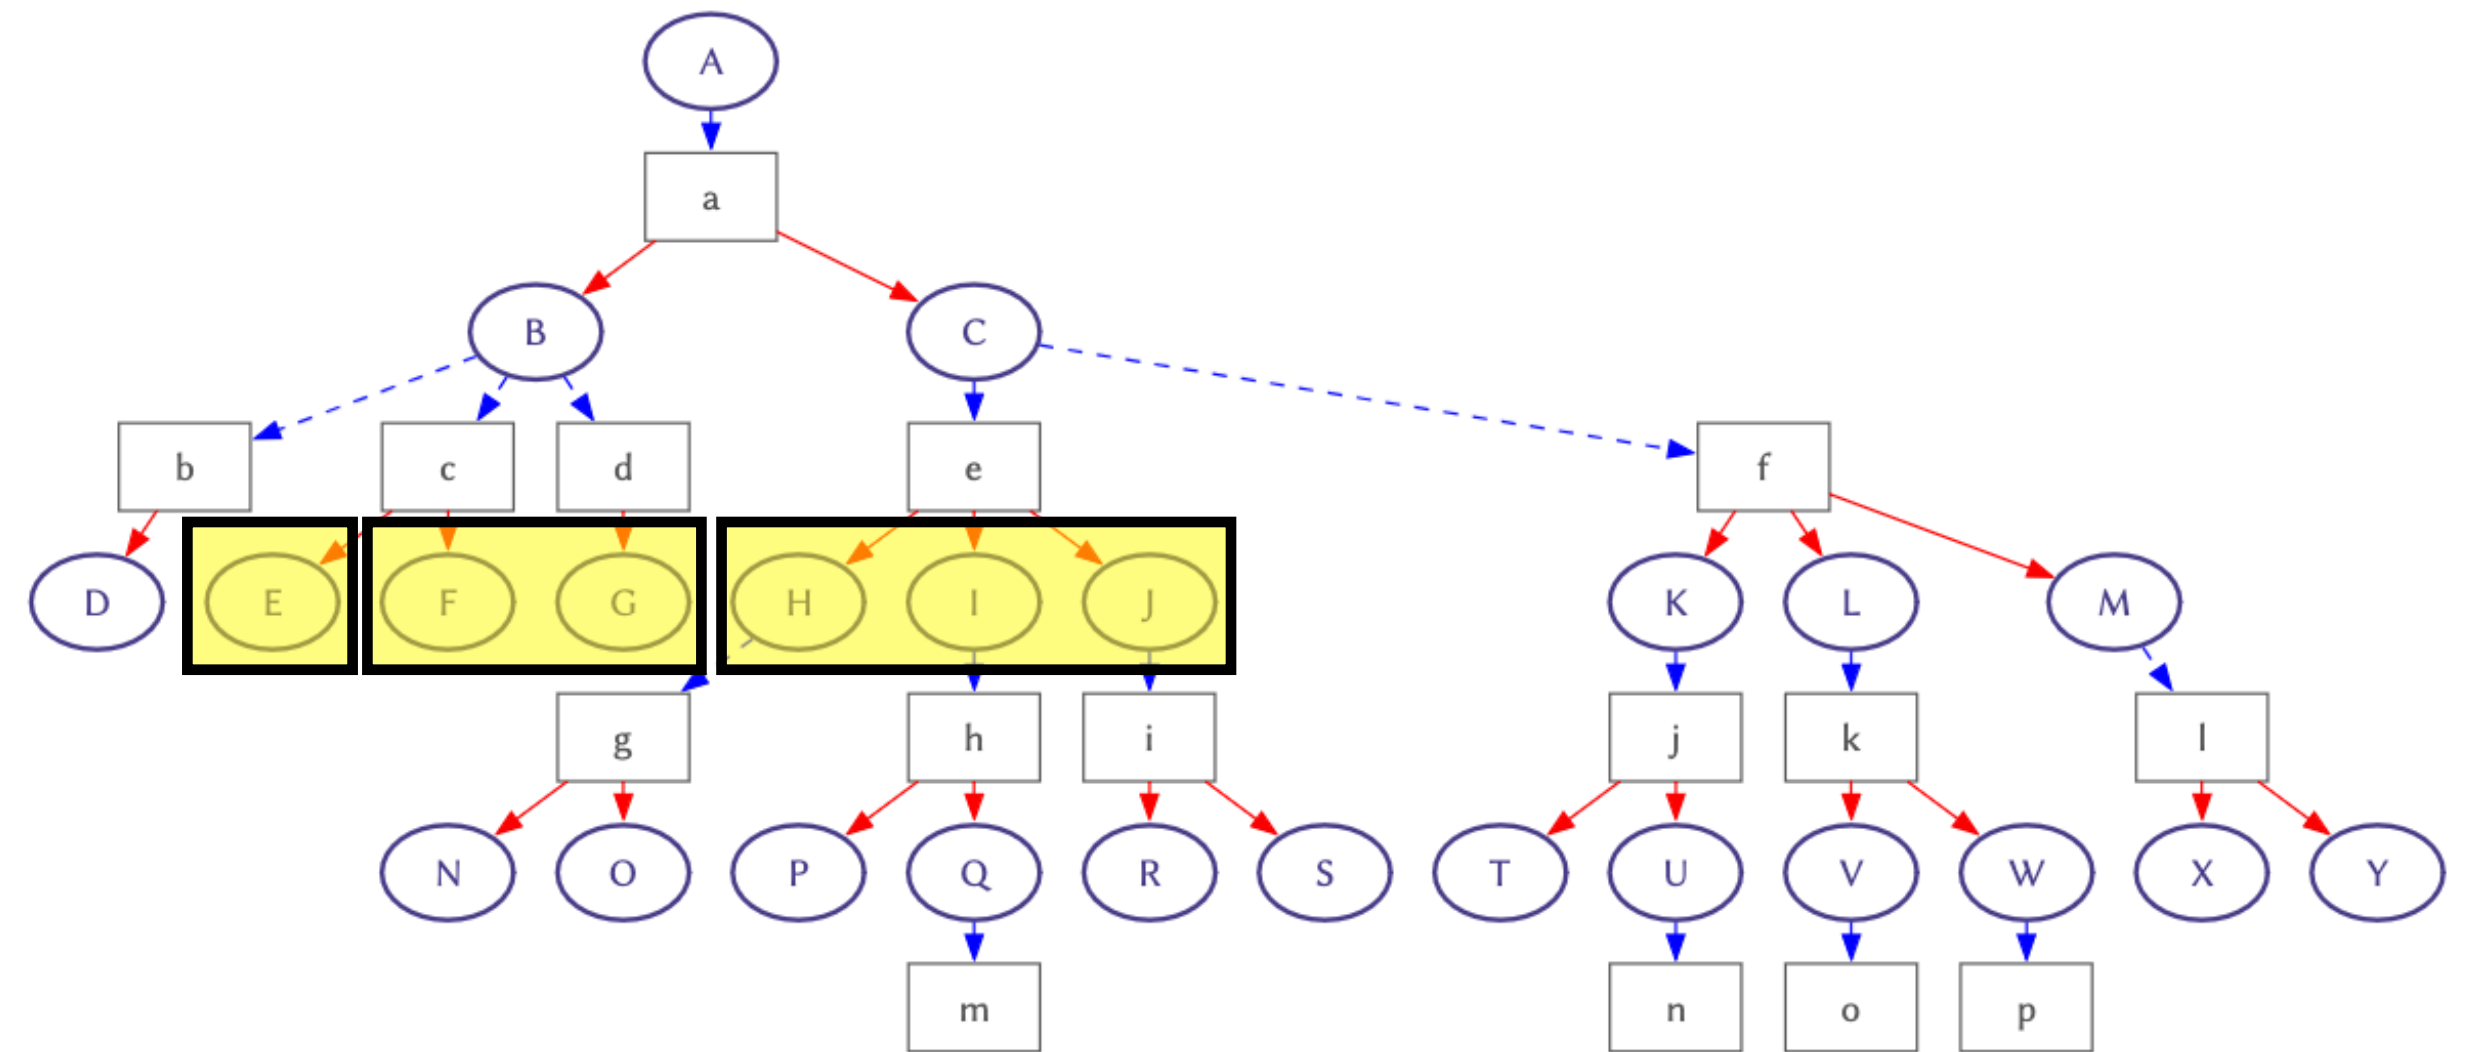 A
a
B C
b c d e f
D E F G H I J K L M
g h i j k l
N O P Q R S T U V W X Y
m n o p